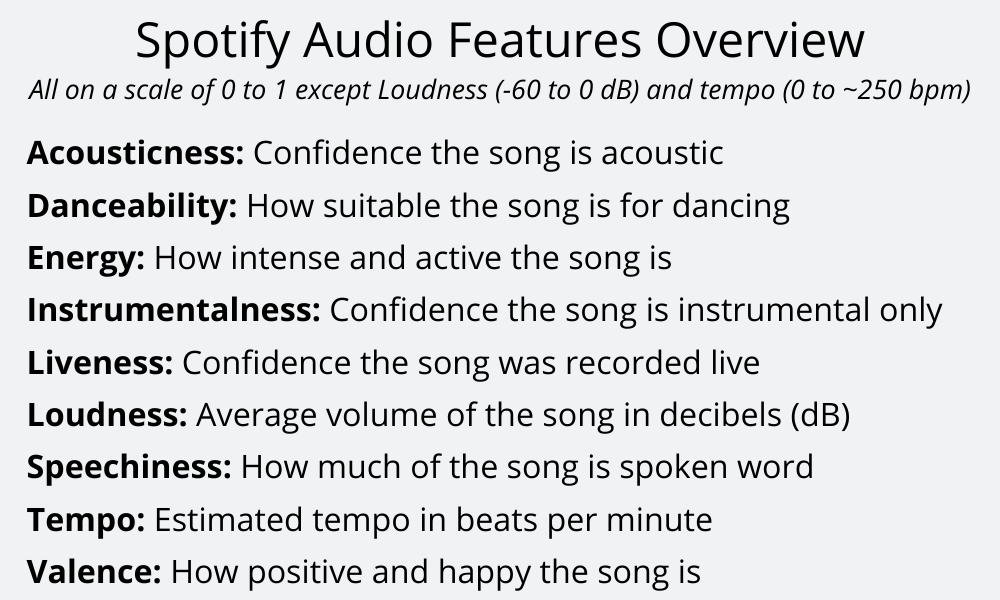 Spotify Audio Features Overview
All on a scale of 0 to 1 except Loudness (-60 to 0 dB) and tempo (0 to ~250 bpm)
Acousticness: Confidence the song is acoustic
Danceability: How suitable the song is for dancing
Energy: How intense and active the song is
Instrumentalness: Confidence the song is instrumental only
Liveness: Confidence the song was recorded live
Loudness: Average volume of the song in decibels (dB)
Speechiness: How much of the song is spoken word
Tempo: Estimated tempo in beats per minute
Valence: How positive and happy the song is